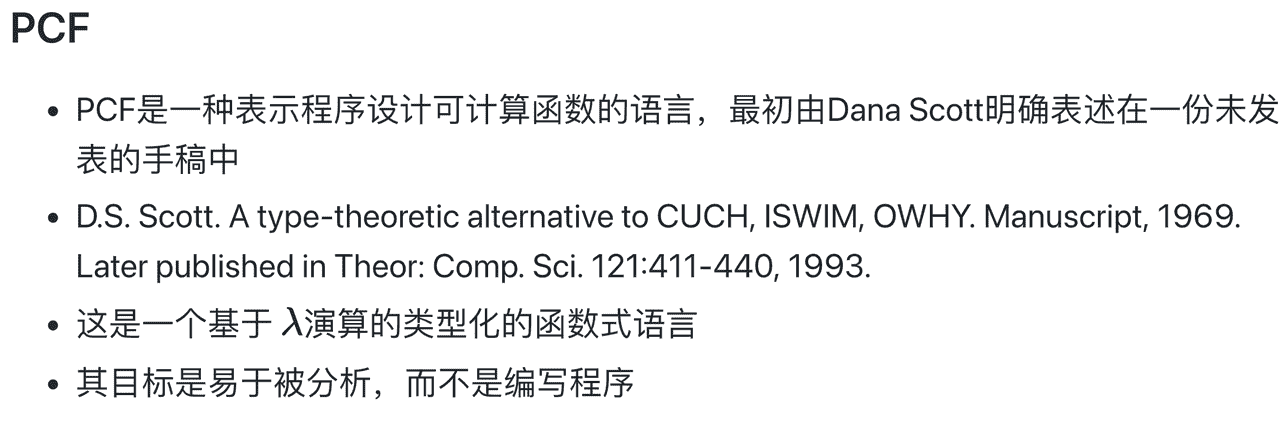 PCF
• PCF是一种表示程序设计可计算函数的语言，最初由Dana Scott明确表述在一份未发
表的手稿中
• D.S. Scott. A type-theoretic alternative to CUCH, ISWIM, OWHY. Manuscript, 1969.
Later published in Theor: Comp. Sci. 121:411-440, 1993.
• 这是一个基于 λ演算的类型化的函数式语言
• 其目标是易于被分析，而不是编写程序